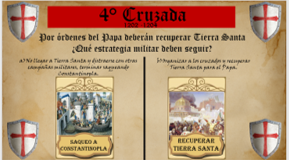 4º Cruzada
1202 - 1204
Por órdenes del Papa deberán recuperar Tierra Santa
¿Qué estrategia militar deben seguir?
a) No llegar a Tierra Santa y distraerse con otras
campañas militares, terminar saqueando
Constantinopla.
b) Organizar a los cruzados y recuperar
Tierra Santa para el Papa.
SAQUEO A
CONSTANTINOPLA
RECUPERAR
TIERRA SANTA